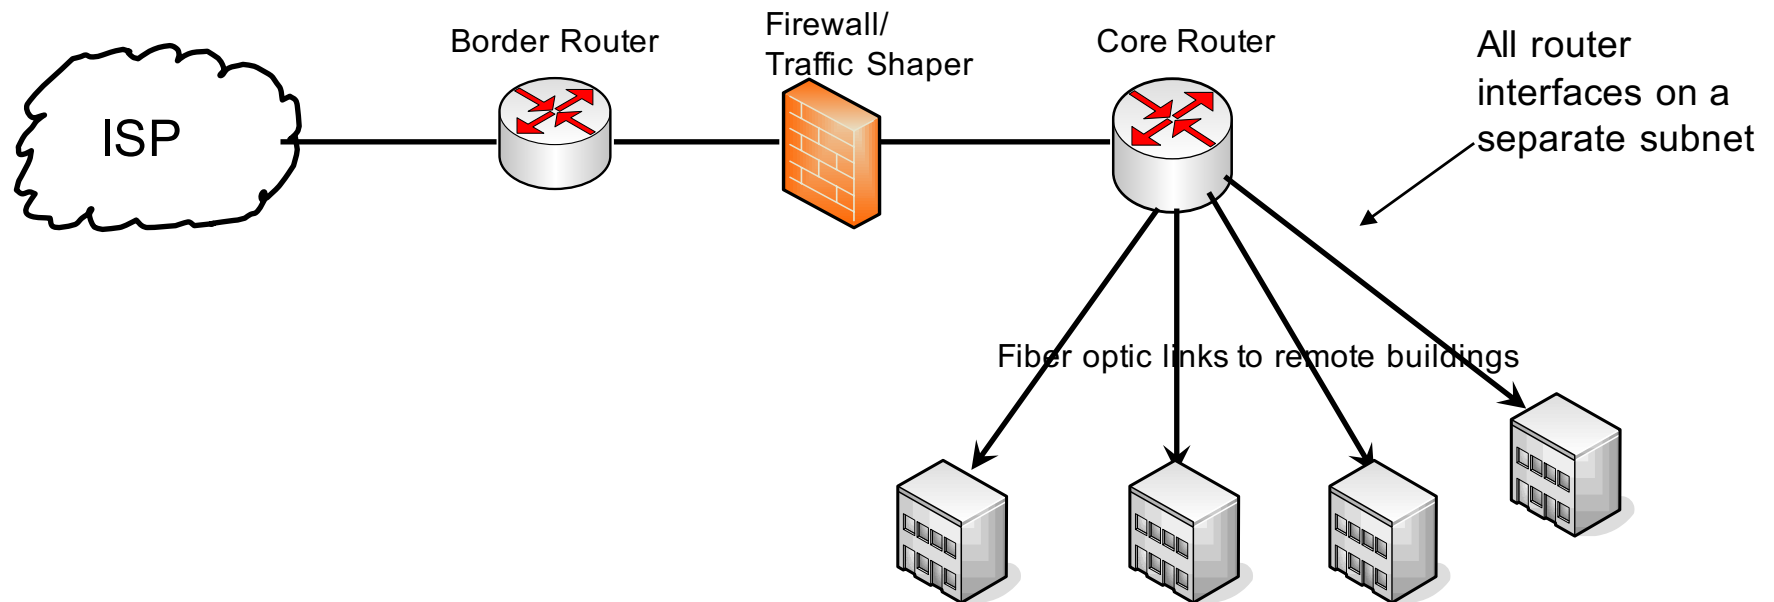 Border Router
Firewall/
Traffic Shaper
Core Router
All router
interfaces on a
separate subnet
ISP
Fiber optic links to remote buildings